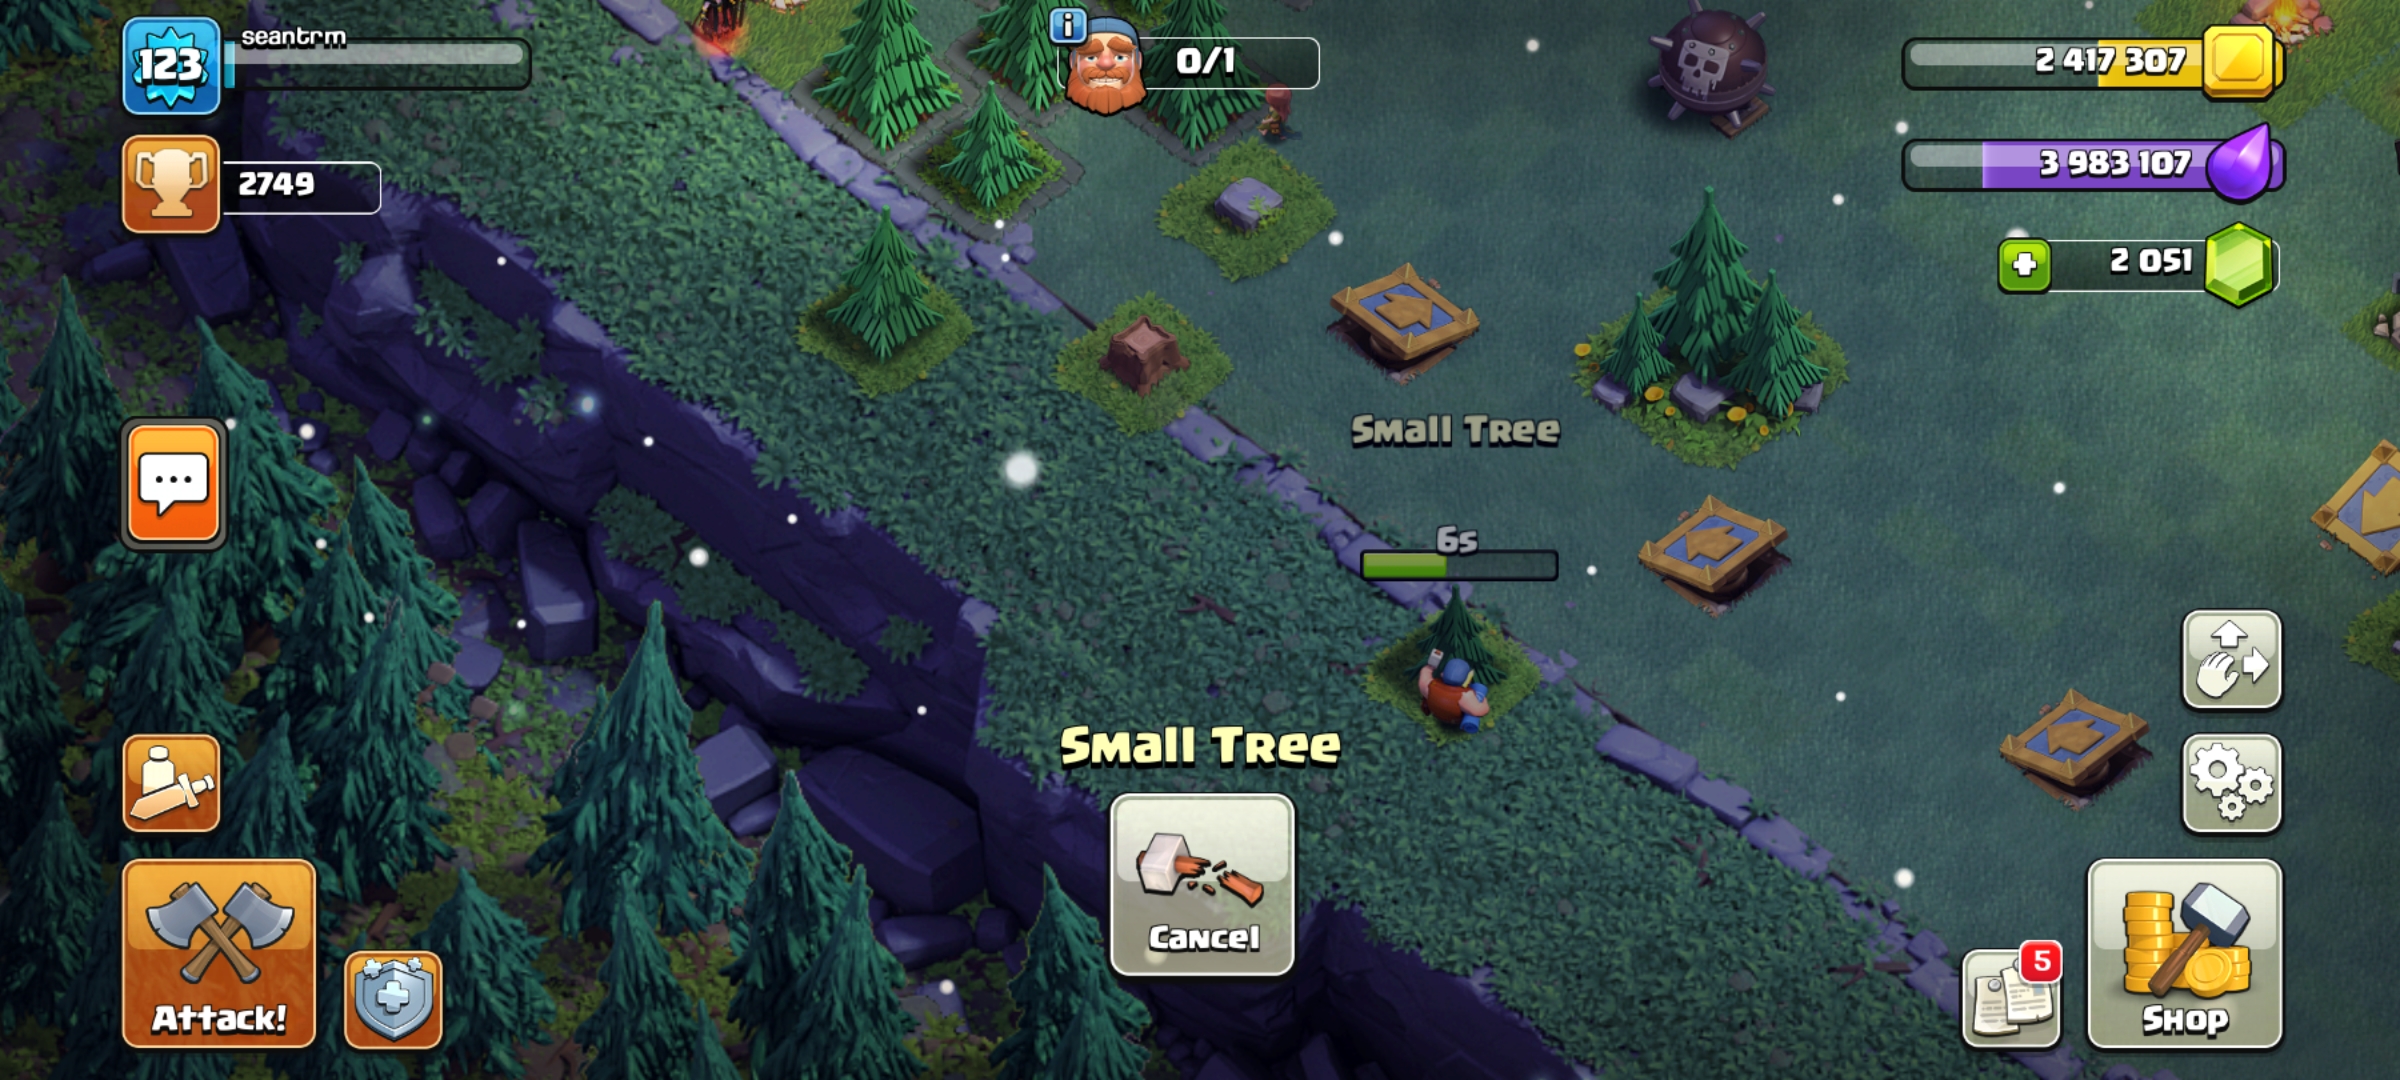 123
seantrm
0/1
2 417 307
2749
3 983 107
2 051
Small Tree
6s
Small Tree
Cancel
Attack!
5
Shop